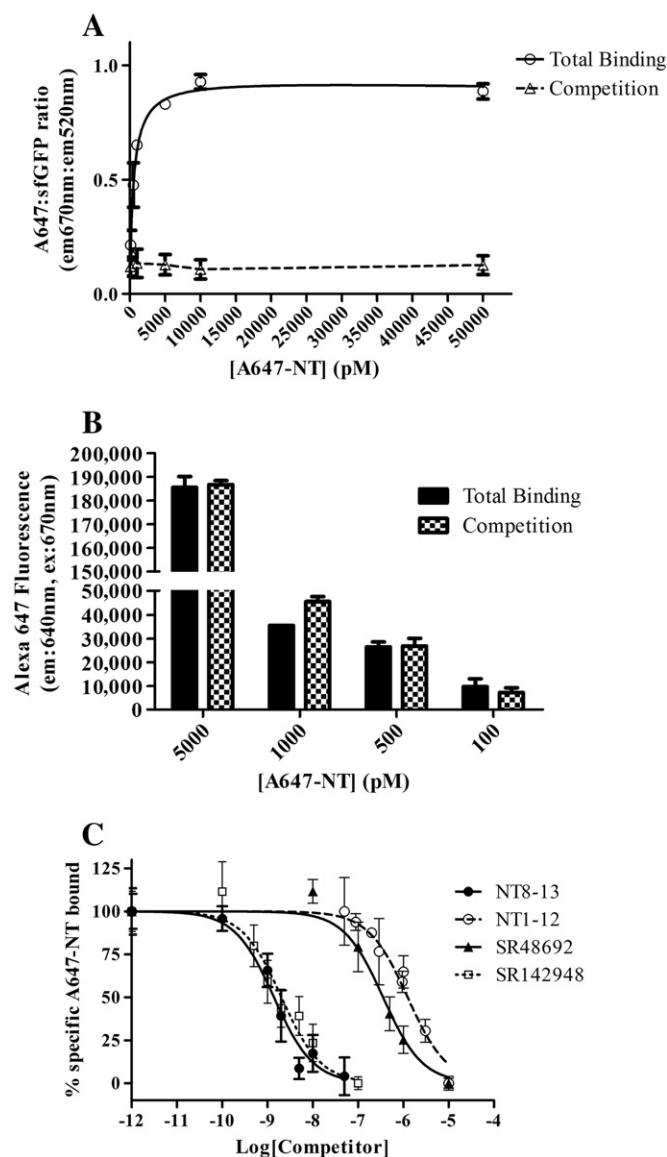 A
1.0
0.5
0.0
A647:sfGFP ratio
(em670nm:em520nm)
0
5000
10000
15000
20000
25000
30000
35000
40000
45000
50000
[A647-NT] (pM)
Total Binding
Competition
B
200,000
190,000
180,000
170,000
160,000
150,000
50,000
40,000
30,000
20,000
10,000
0
Alexa 647 Fluorescence
(em:640nm, ex:670nm)
5000
1000
500
100
[A647-NT] (pM)
Total Binding
Competition
C
125
100
75
50
25
0
% specific A647-NT bound
-12
-10
-9
-8
-7
-6
-5
-4
Log[Competitor]
NT8-13
NT1-12
SR48692
SR142948